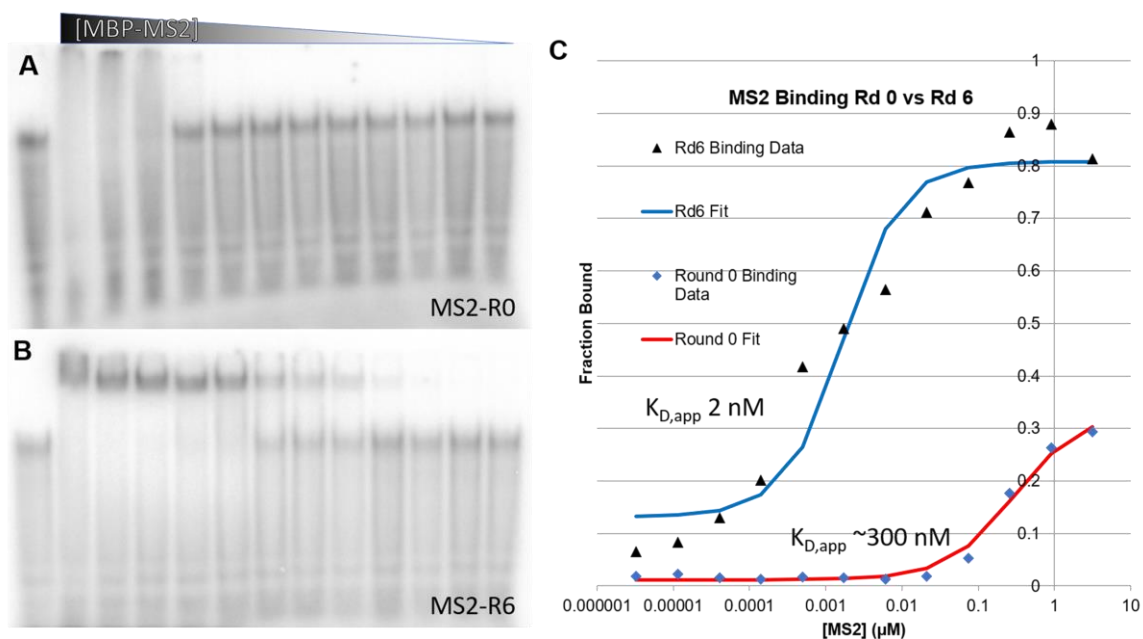 [MBP-MS2]
A
MS2-R0
B
MS2-R6
C
MS2 Binding Rd 0 vs Rd 6
Rd6 Binding Data
Rd6 Fit
Round 0 Binding
Data
Round 0 Fit
K_D,app 2 nM
K_D,app ~300 nM
Fraction Bound
1
0.9
0.8
0.7
0.6
0.5
0.4
0.3
0.2
0.1
0
0.000001 0.00001 0.0001 0.001 0.01 0.1 1 10
[MS2] (µM)